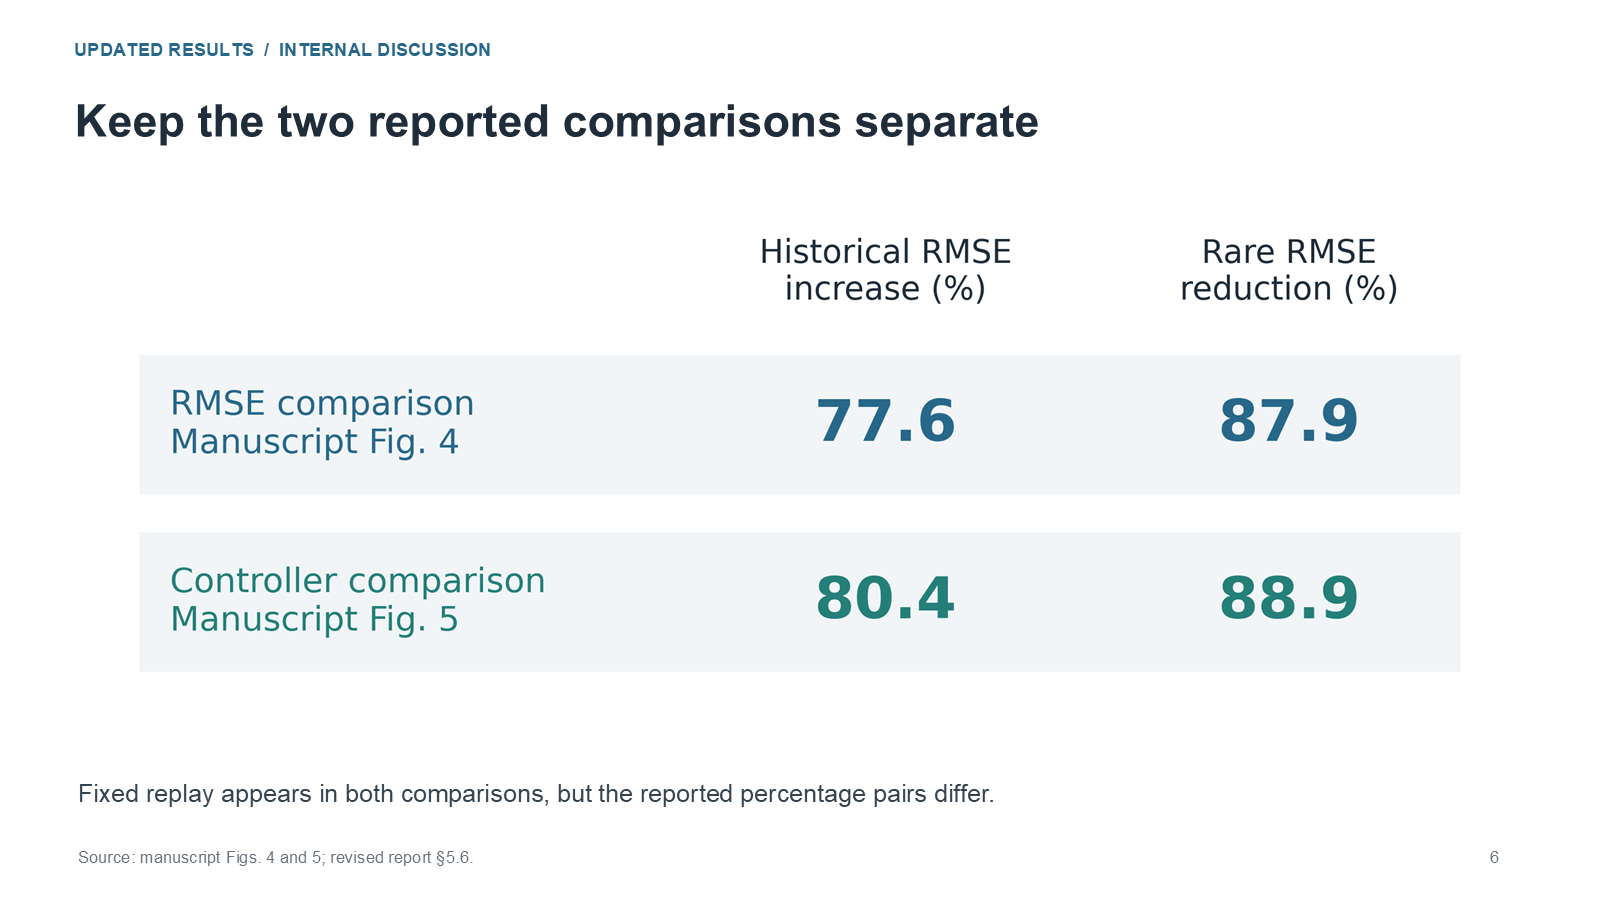 UPDATED RESULTS / INTERNAL DISCUSSION
Keep the two reported comparisons separate
Historical RMSE
increase (%)
Rare RMSE
reduction (%)
RMSE comparison
Manuscript Fig. 4
77.6
87.9
Controller comparison
Manuscript Fig. 5
80.4
88.9
Fixed replay appears in both comparisons, but the reported percentage pairs differ.
Source: manuscript Figs. 4 and 5; revised report §5.6.
6